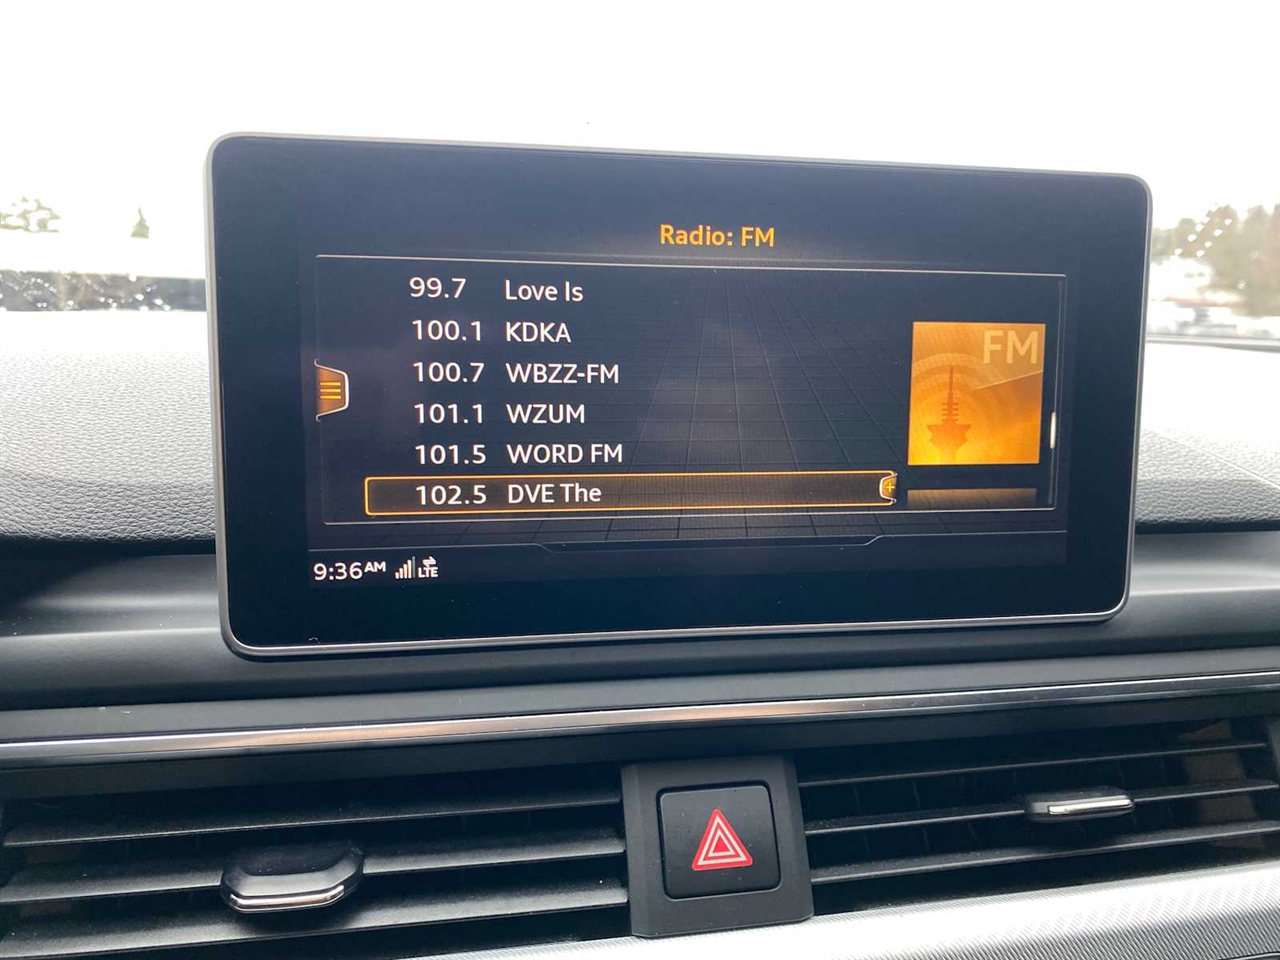 Radio: FM
99.7 Love Is
100.1 KDKA
100.7 WBZZ-FM
101.1 WZUM
101.5 WORD FM
102.5 DVE The
FM
9:36AM LTE